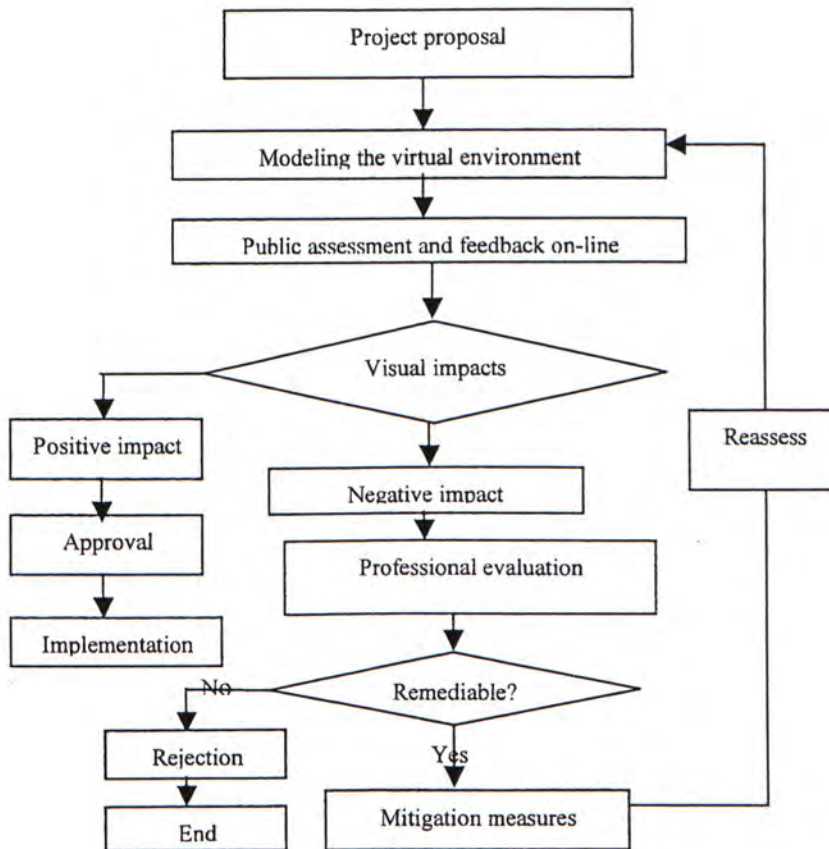 Project proposal
Modeling the virtual environment
Public assessment and feedback on-line
Visual impacts
Positive impact
Reassess
Negative impact
Approval
Professional evaluation
Implementation
No
Remediable?
Rejection
Yes
End
Mitigation measures